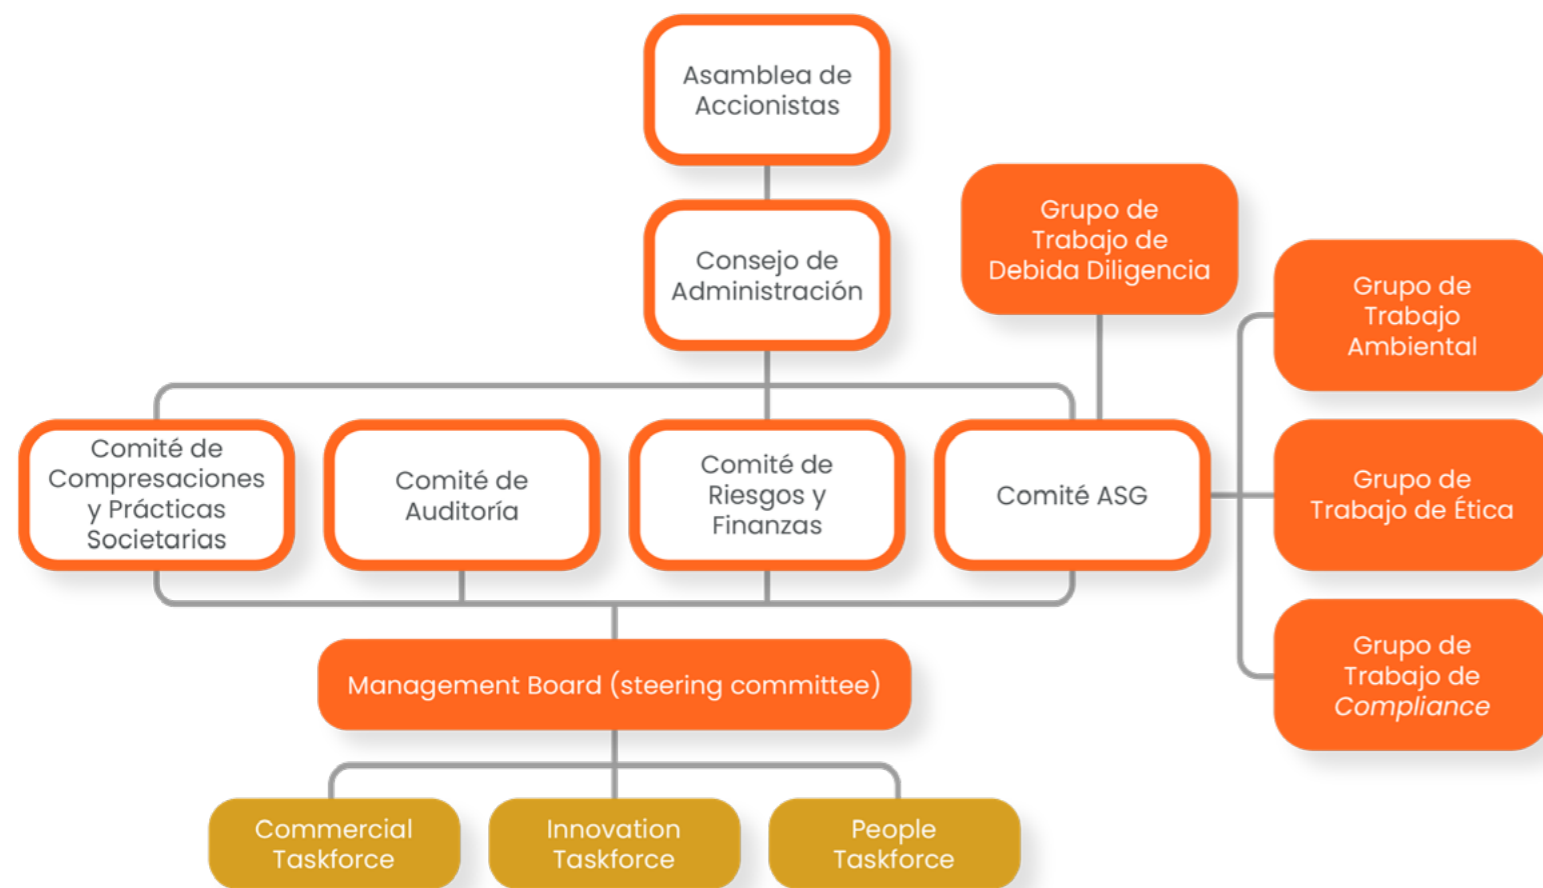 Asamblea de
Accionistas
Consejo de
Administración
Grupo de
Trabajo de
Debida Diligencia
Grupo de
Trabajo
Ambiental
Comité de
Compresaciones
y Prácticas
Societarias
Comité de
Auditoría
Comité de
Riesgos y
Finanzas
Comité ASG
Grupo de
Trabajo de Ética
Grupo de
Trabajo de
Compliance
Management Board (steering committee)
Commercial
Taskforce
Innovation
Taskforce
People
Taskforce